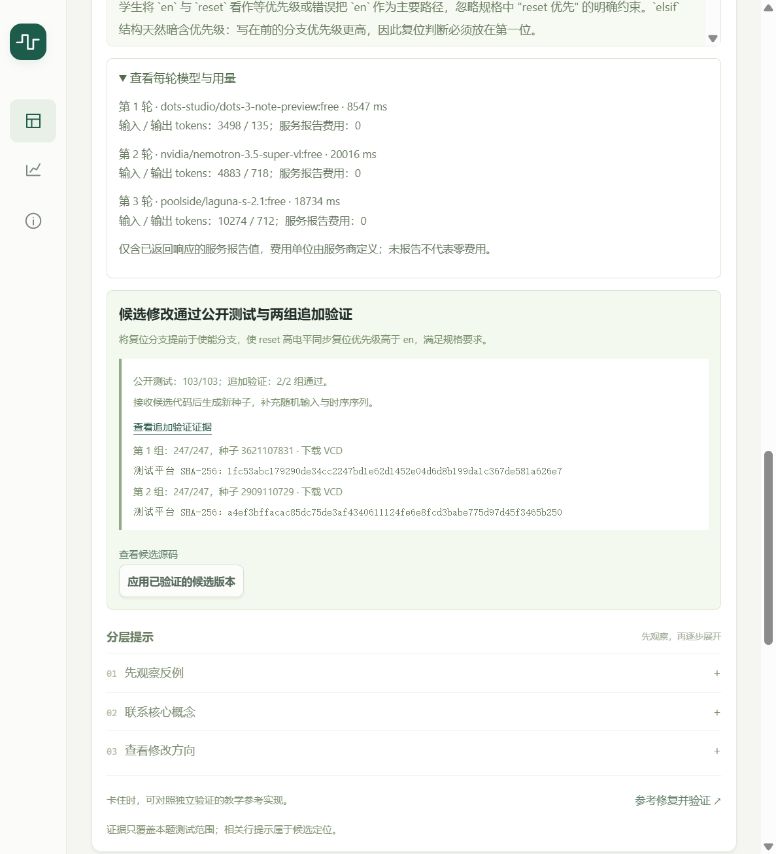 学生将 `en` 与 `reset` 看作等优先级或错误把 `en` 作为主要路径，忽略规格中 "reset 优先" 的明确约束。`elsif`
结构天然暗含优先级：写在前的分支优先级更高，因此复位判断必须放在第一位。
▼ 查看每轮模型与用量
第 1 轮 · dots-studio/dots-3-note-preview:free · 8547 ms
输入 / 输出 tokens：3498 / 135；服务报告费用：0
第 2 轮 · nvidia/nemotron-3.5-super-vl:free · 20016 ms
输入 / 输出 tokens：4883 / 718；服务报告费用：0
第 3 轮 · poolside/laguna-s-2.1:free · 18734 ms
输入 / 输出 tokens：10274 / 712；服务报告费用：0
仅含已返回响应的服务报告值，费用单位由服务商定义；未报告不代表零费用。
候选修改通过公开测试与两组追加验证
将复位分支提前于使能分支，使 reset 高电平同步复位优先级高于 en，满足规格要求。
公开测试：103/103；追加验证：2/2 组通过。
接收候选代码后生成新种子，补充随机输入与时序序列。
查看追加验证证据
第 1 组：247/247，种子 3621107831 · 下载 VCD
测试平台 SHA-256：1fc53abc179290de34cc2247bd1e62d1452e04d6d8b199da1c367de581a626e7
第 2 组：247/247，种子 2909110729 · 下载 VCD
测试平台 SHA-256：a4ef3bffacac85dc75de3af4340611124fe6e8fcd3babe775d97d45f3465b250
查看候选源码
应用已验证的候选版本
分层提示 先观察，再逐步展开
01 先观察反例 +
02 联系核心概念 +
03 查看修改方向 +
卡住时，可对照独立验证的教学参考实现。 参考修复并验证 ↗
证据只覆盖本题测试范围；相关行提示属于候选定位。